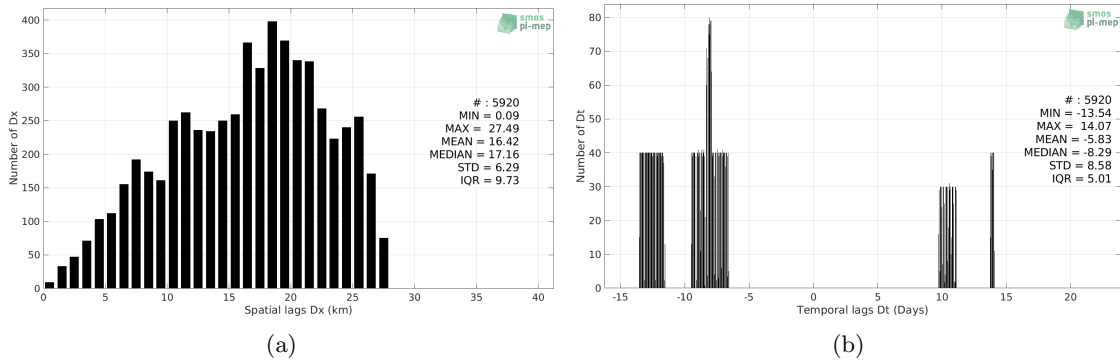 smos
pi-mep
400
350
300
250
200
150
100
50
0
Number of Dx
# : 5920
MIN = 0.09
MAX = 27.49
MEAN = 16.42
MEDIAN = 17.16
STD = 6.29
IQR = 9.73
0 5 10 15 20 25 30 35 40
Spatial lags Dx (km)
(a)
smos
pi-mep
80
70
60
50
40
30
20
10
0
Number of Dt
# : 5920
MIN = -13.54
MAX = 14.07
MEAN = -5.83
MEDIAN = -8.29
STD = 8.58
IQR = 5.01
-15 -10 -5 0 5 10 15 20
Temporal lags Dt (Days)
(b)